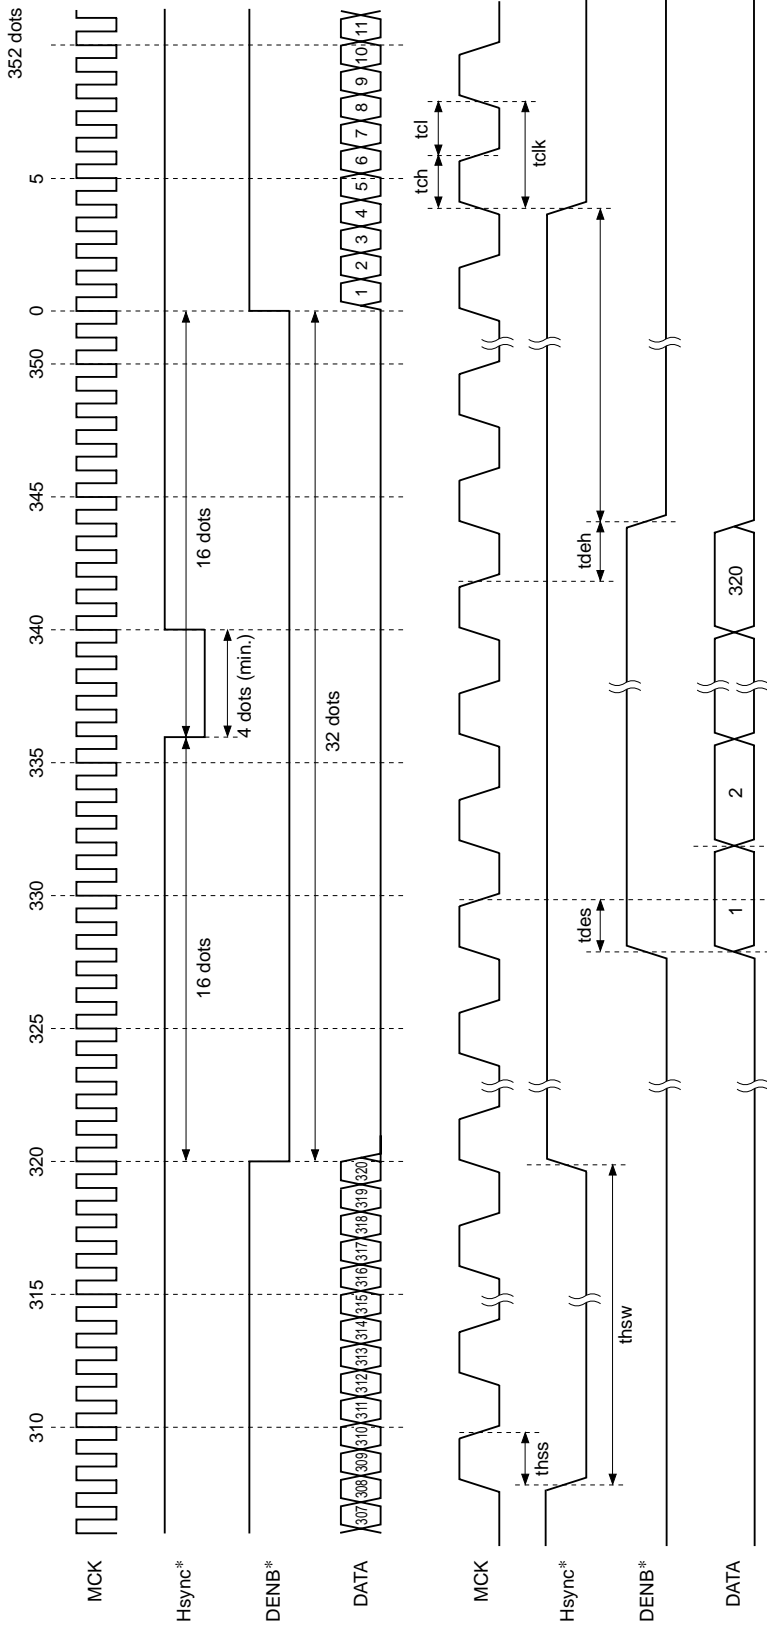 310 315 320 325 330 335 340 345 350 0 5 352 dots
MCK
Hsync*
16 dots 16 dots
4 dots (min.)
DENB*
32 dots
DATA 307 308 309 310 311 312 313 314 315 316 317 318 319 320 1 2 3 4 5 6 7 8 9 10 11
MCK
tch tcl
thss tclk
Hsync*
tdes tdeh
thsw
DENB*
DATA 1 2 320